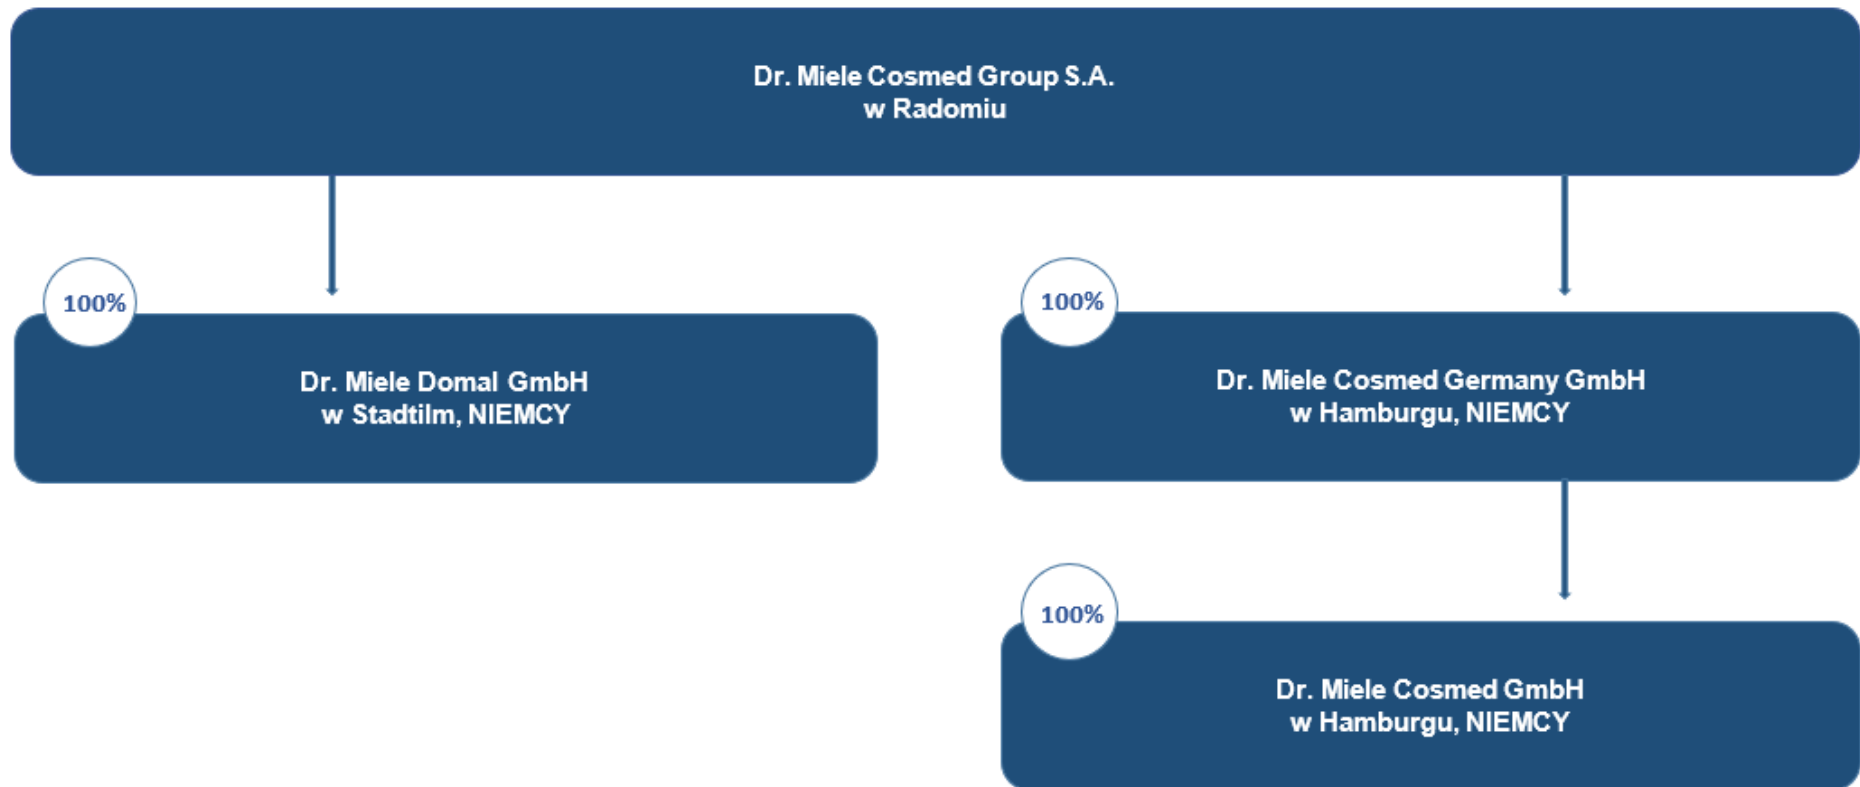 Dr. Miele Cosmed Group S.A.
w Radomiu
100%
Dr. Miele Domal GmbH
w Stadtilm, NIEMCY
100%
Dr. Miele Cosmed Germany GmbH
w Hamburgu, NIEMCY
100%
Dr. Miele Cosmed GmbH
w Hamburgu, NIEMCY